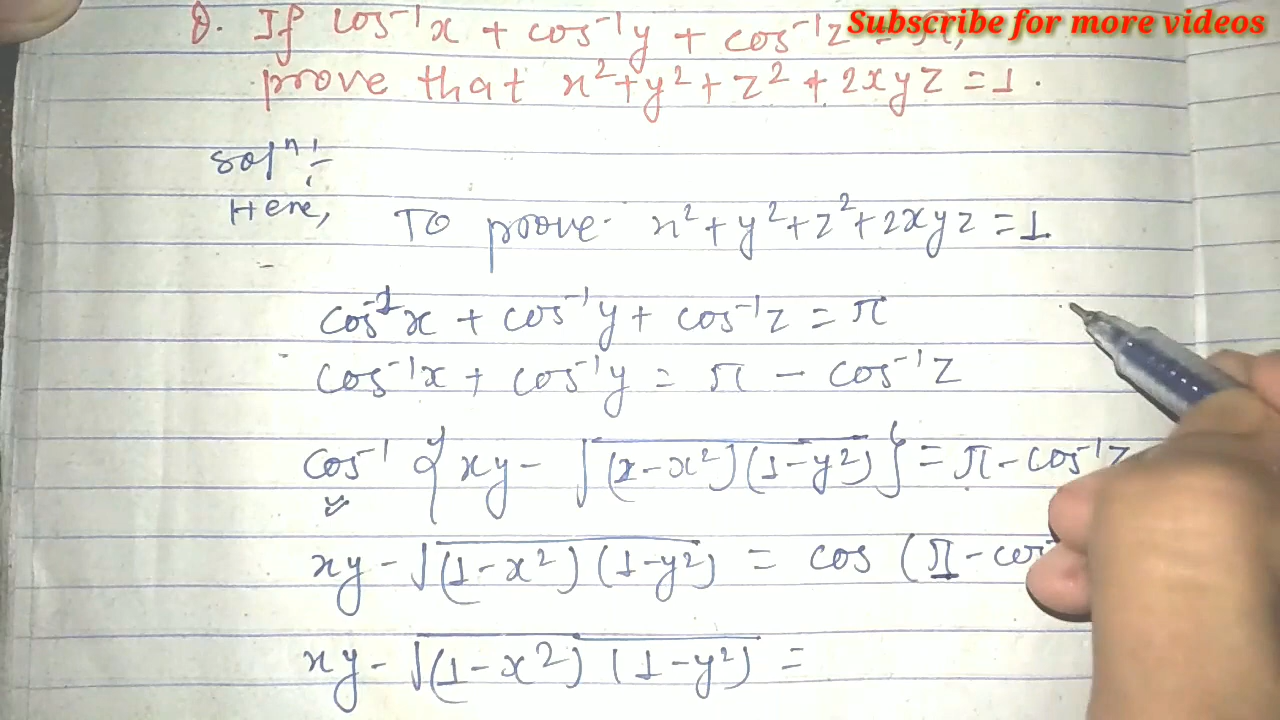 Subscribe for more videos
Q. If cos⁻¹x + cos⁻¹y + cos⁻¹z = π,
prove that x² + y² + z² + 2xyz = 1.
Solⁿ:-
Here, To prove. x² + y² + z² + 2xyz = 1.
cos⁻¹x + cos⁻¹y + cos⁻¹z = π
cos⁻¹x + cos⁻¹y = π - cos⁻¹z
cos⁻¹ {xy - √(1-x²)(1-y²)} = π - cos⁻¹z
xy - √(1-x²)(1-y²) = cos (π - cos⁻
xy - √(1-x²)(1-y²) =